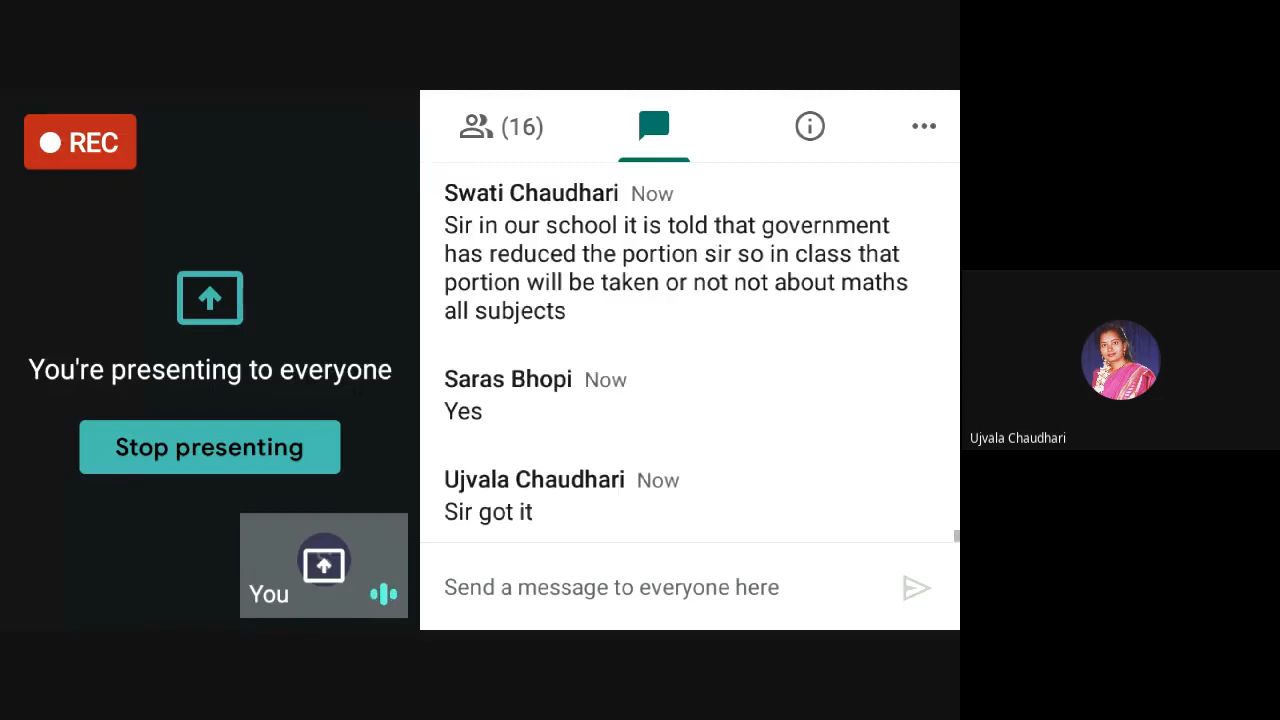 REC
You're presenting to everyone
Stop presenting
You
(16)
Swati Chaudhari Now
Sir in our school it is told that government
has reduced the portion sir so in class that
portion will be taken or not not about maths
all subjects
Saras Bhopi Now
Yes
Ujvala Chaudhari Now
Sir got it
Send a message to everyone here
Ujvala Chaudhari